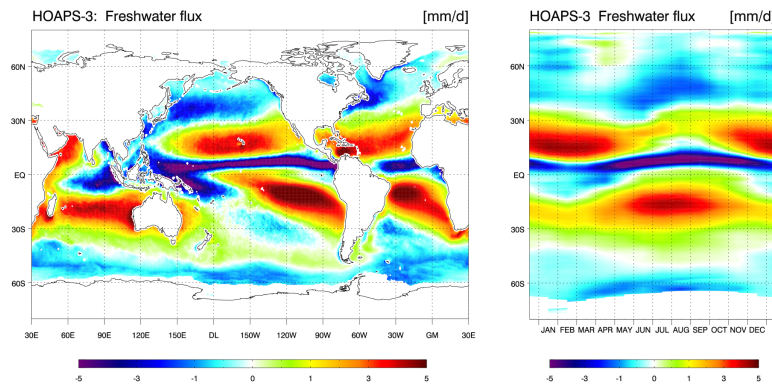 HOAPS-3: Freshwater flux [mm/d]
60N
30N
EQ
30S
60S
30E 60E 90E 120E 150E DL 150W 120W 90W 60W 30W GM 30E
-5 -3 -1 0 1 3 5
HOAPS-3 Freshwater flux [mm/d
60N
30N
EQ
30S
60S
JAN FEB MAR APR MAY JUN JUL AUG SEP OCT NOV DEC
-5 -3 -1 0 1 3 5